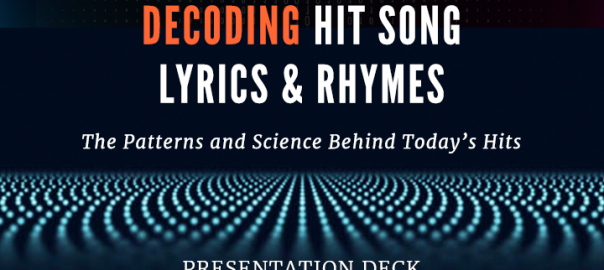 DECODING HIT SONG
LYRICS & RHYMES
The Patterns and Science Behind Today's Hits
PRESENTATION DECK